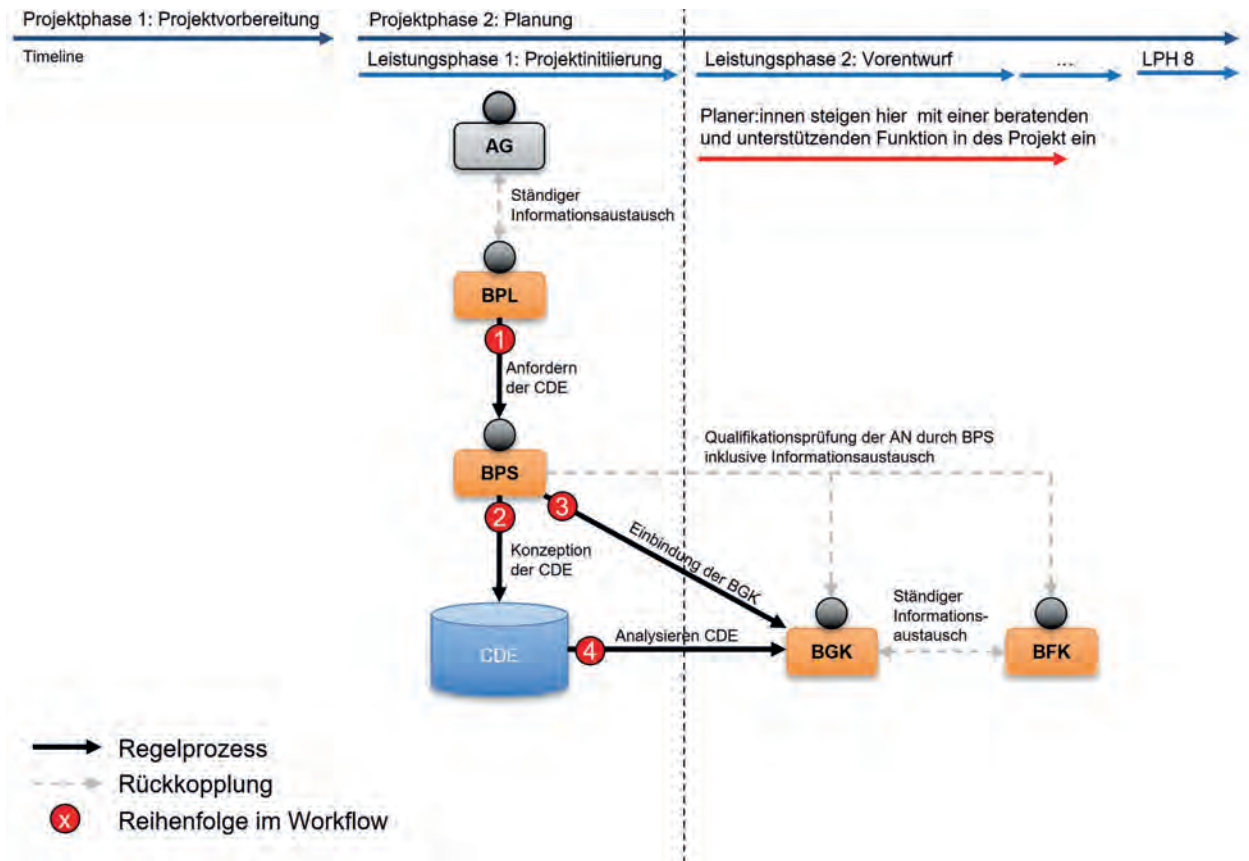 Projektphase 1: Projektvorbereitung
Projektphase 2: Planung
Timeline
Leistungsphase 1: Projektinitiierung
Leistungsphase 2: Vorentwurf
...
LPH 8
Planer:innen steigen hier mit einer beratenden
und unterstützenden Funktion in des Projekt ein
AG
Ständiger
Informationsaustausch
BPL
1
Anfordern
der CDE
Qualifikationsprüfung der AN durch BPS
inklusive Informationsaustausch
BPS
2
3
Konzeption
der CDE
Einbindung der BGK
CDE
4
Analysieren CDE
BGK
Ständiger
Informations-
austausch
BFK
Regelprozess
Rückkopplung
x
Reihenfolge im Workflow